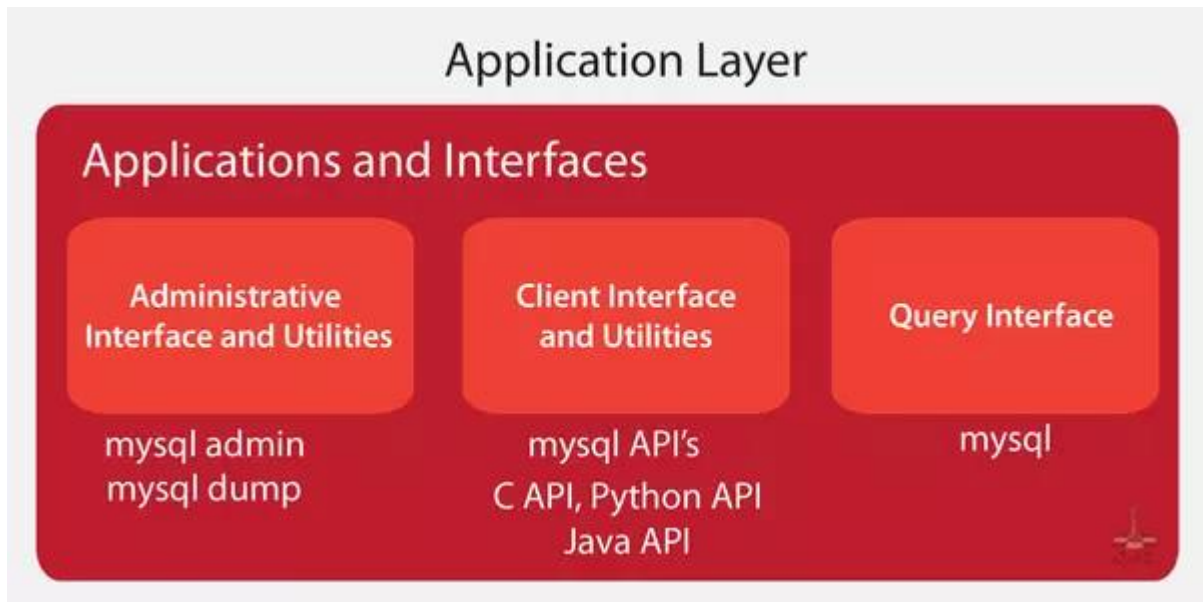 Application Layer
Applications and Interfaces
Administrative
Interface and Utilities
Client Interface
and Utilities
Query Interface
mysql admin
mysql dump
mysql API's
C API, Python API
Java API
mysql